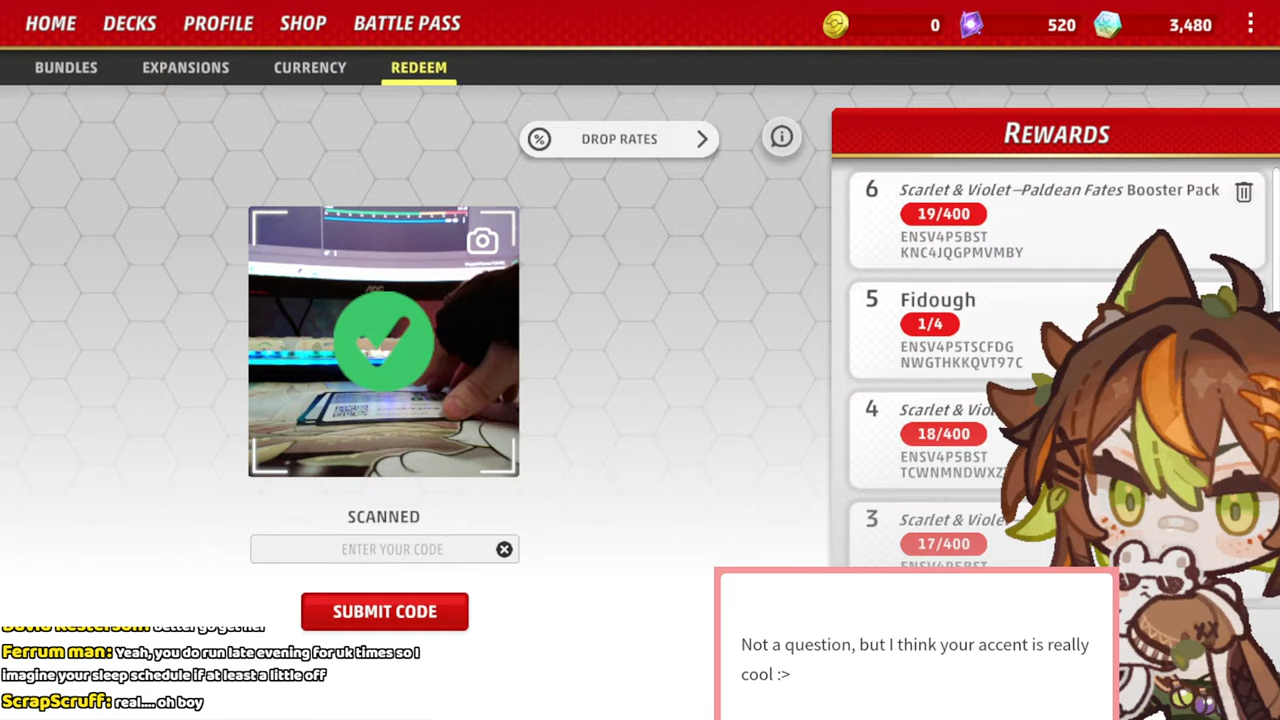 HOME DECKS PROFILE SHOP BATTLE PASS 0 520 3,480
BUNDLES EXPANSIONS CURRENCY REDEEM
DROP RATES
REWARDS
6 Scarlet & Violet—Paldean Fates Booster Pack
19/400
ENSV4P5BST
KNC4JQGPMVMBY
5 Fidough
1/4
ENSV4P5TSCFDG
NWGTHKKQVT97C
4 Scarlet & Viol
18/400
ENSV4P5BST
TCWNMNDWXZ
3 Scarlet & Viole
17/400
ENSV4P5BST
AOC
SCANNED
ENTER YOUR CODE
SUBMIT CODE
David Kesterson: better go get her
Ferrum man: Yeah, you do run late evening for uk times so I
imagine your sleep schedule if at least a little off
ScrapScruff: real.... oh boy
Not a question, but I think your accent is really
cool :>